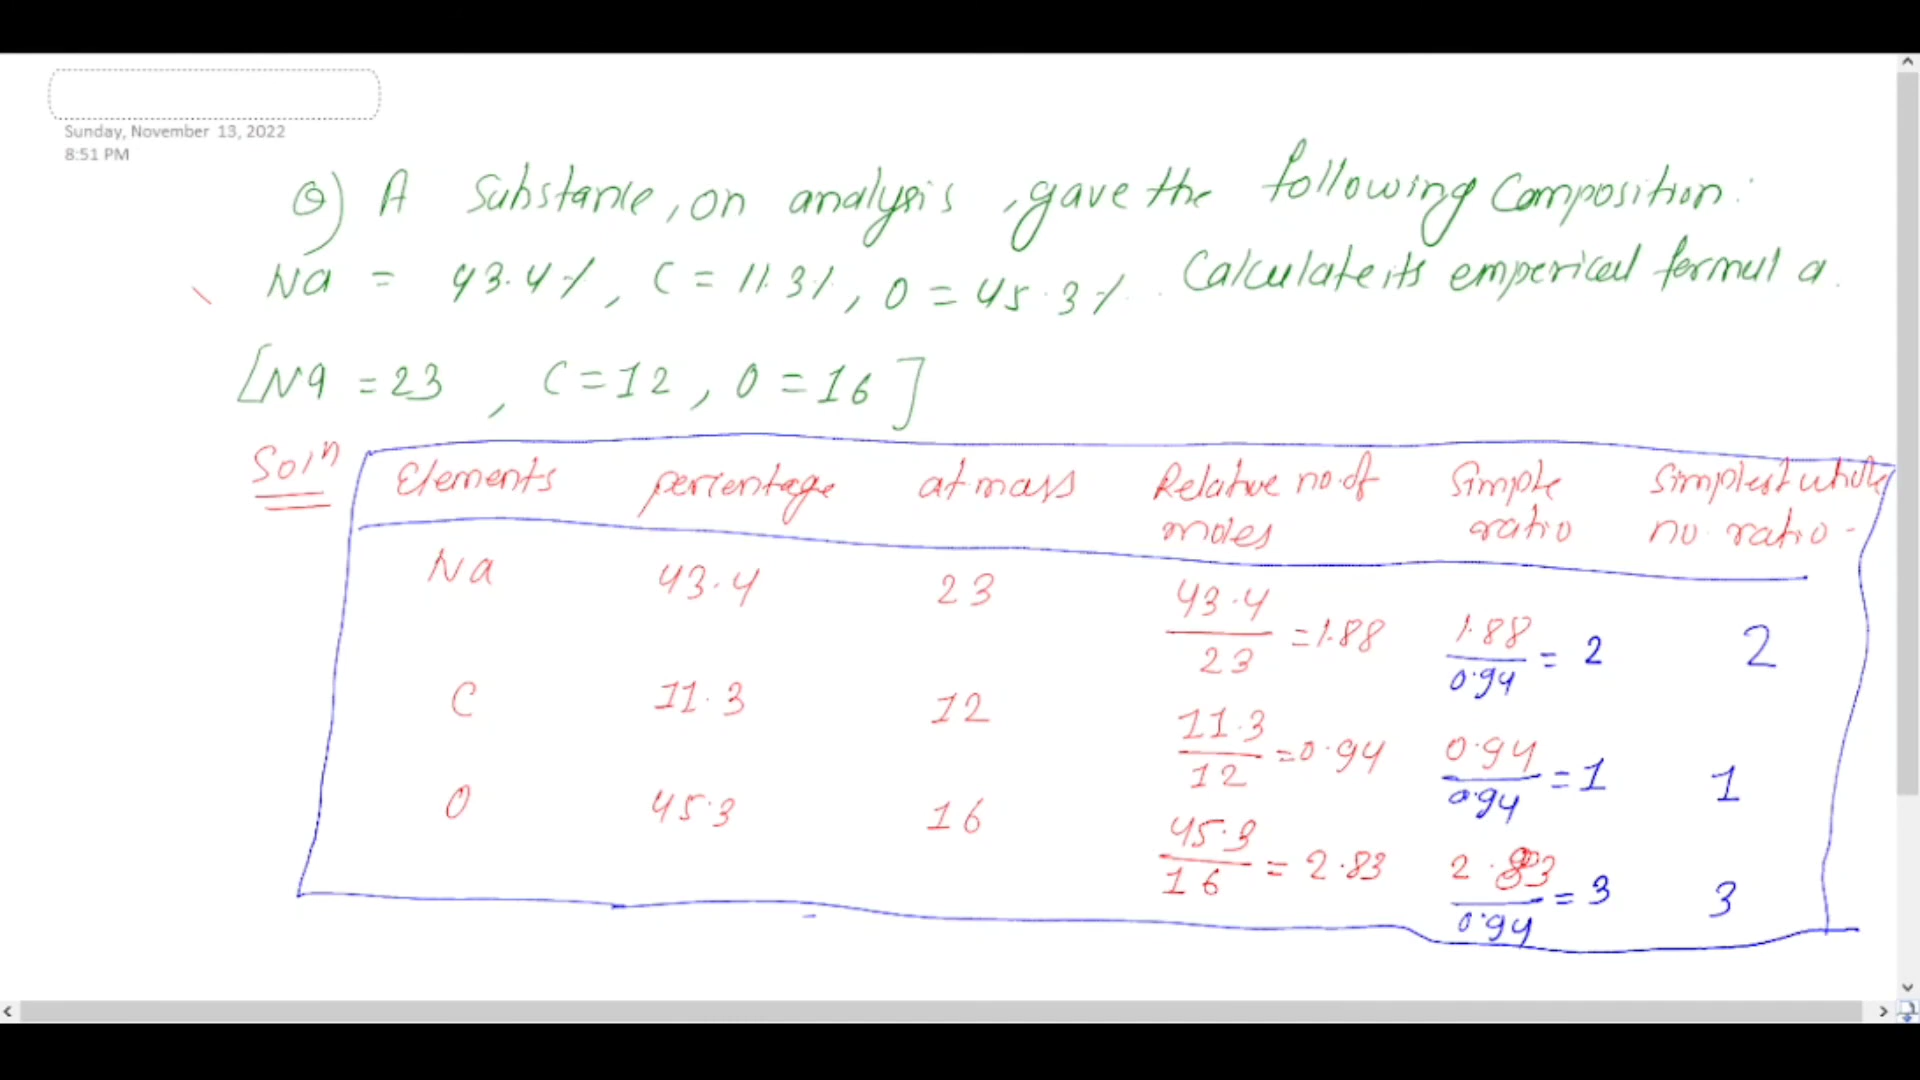 Sunday, November 13, 2022
8:51 PM
Q) A substance, on analysis, gave the following composition:
Na = 43.4%, C = 11.3%, O = 45.3%. Calculate its emperical formula.
[Na = 23, C = 12, O = 16]
Soln Elements percentage at mass Relative no. of moles Simple ratio Simplest whole no. ratio -
Na 43.4 23 43.4/23 = 1.88 1.88/0.94 = 2 2
C 11.3 12 11.3/12 = 0.94 0.94/0.94 = 1 1
O 45.3 16 45.3/16 = 2.83 2.83/0.94 = 3 3